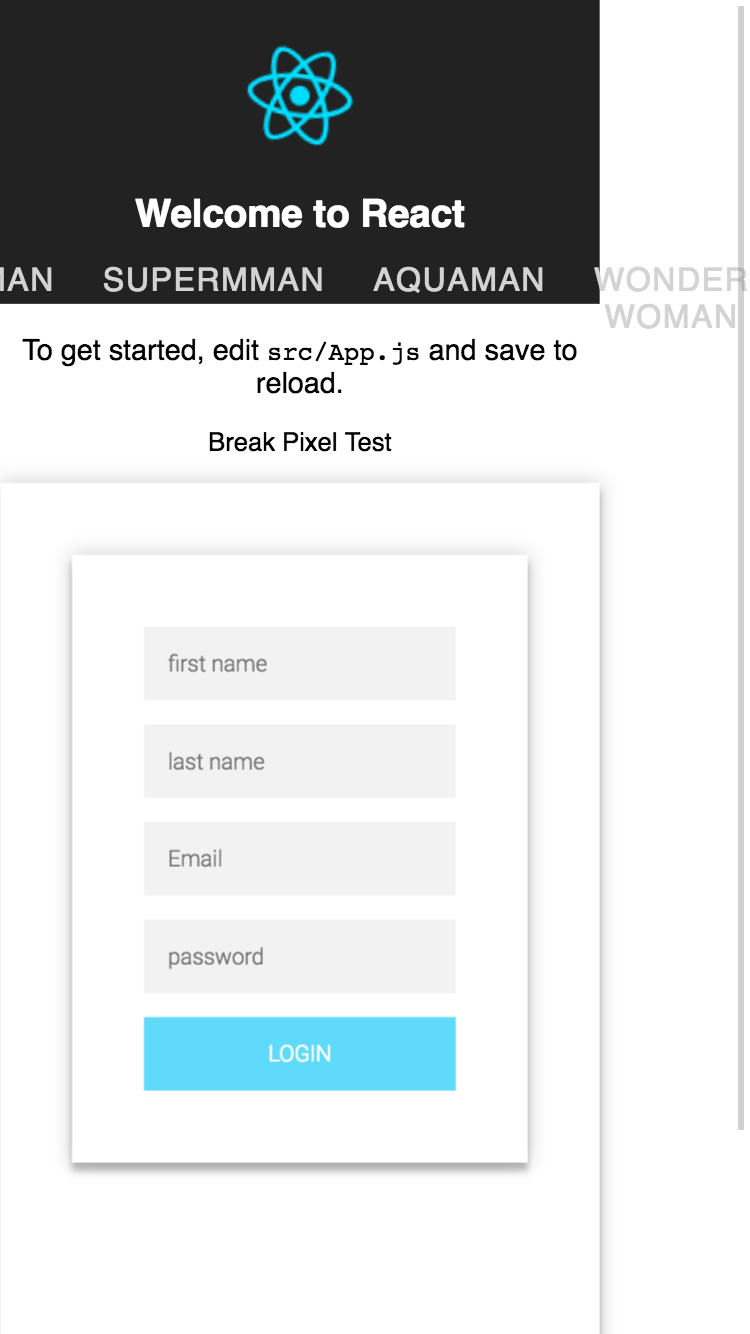 Welcome to React
MAN SUPERMMAN AQUAMAN WONDER
WOMAN
To get started, edit src/App.js and save to
reload.
Break Pixel Test
first name
last name
Email
password
LOGIN